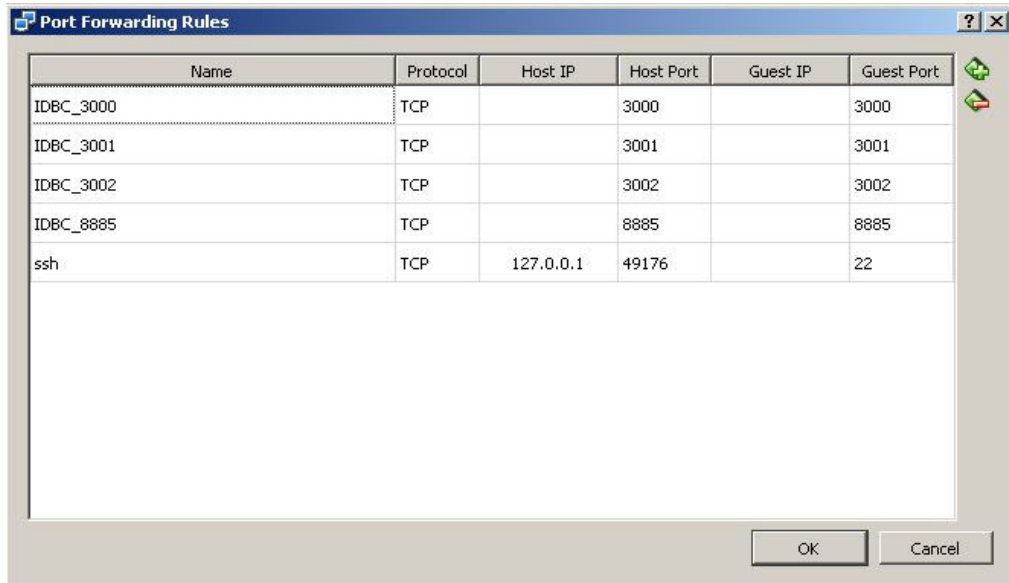 Port Forwarding Rules
Name Protocol Host IP Host Port Guest IP Guest Port
IDBC_3000 TCP 3000 3000
IDBC_3001 TCP 3001 3001
IDBC_3002 TCP 3002 3002
IDBC_8885 TCP 8885 8885
ssh TCP 127.0.0.1 49176 22
OK Cancel